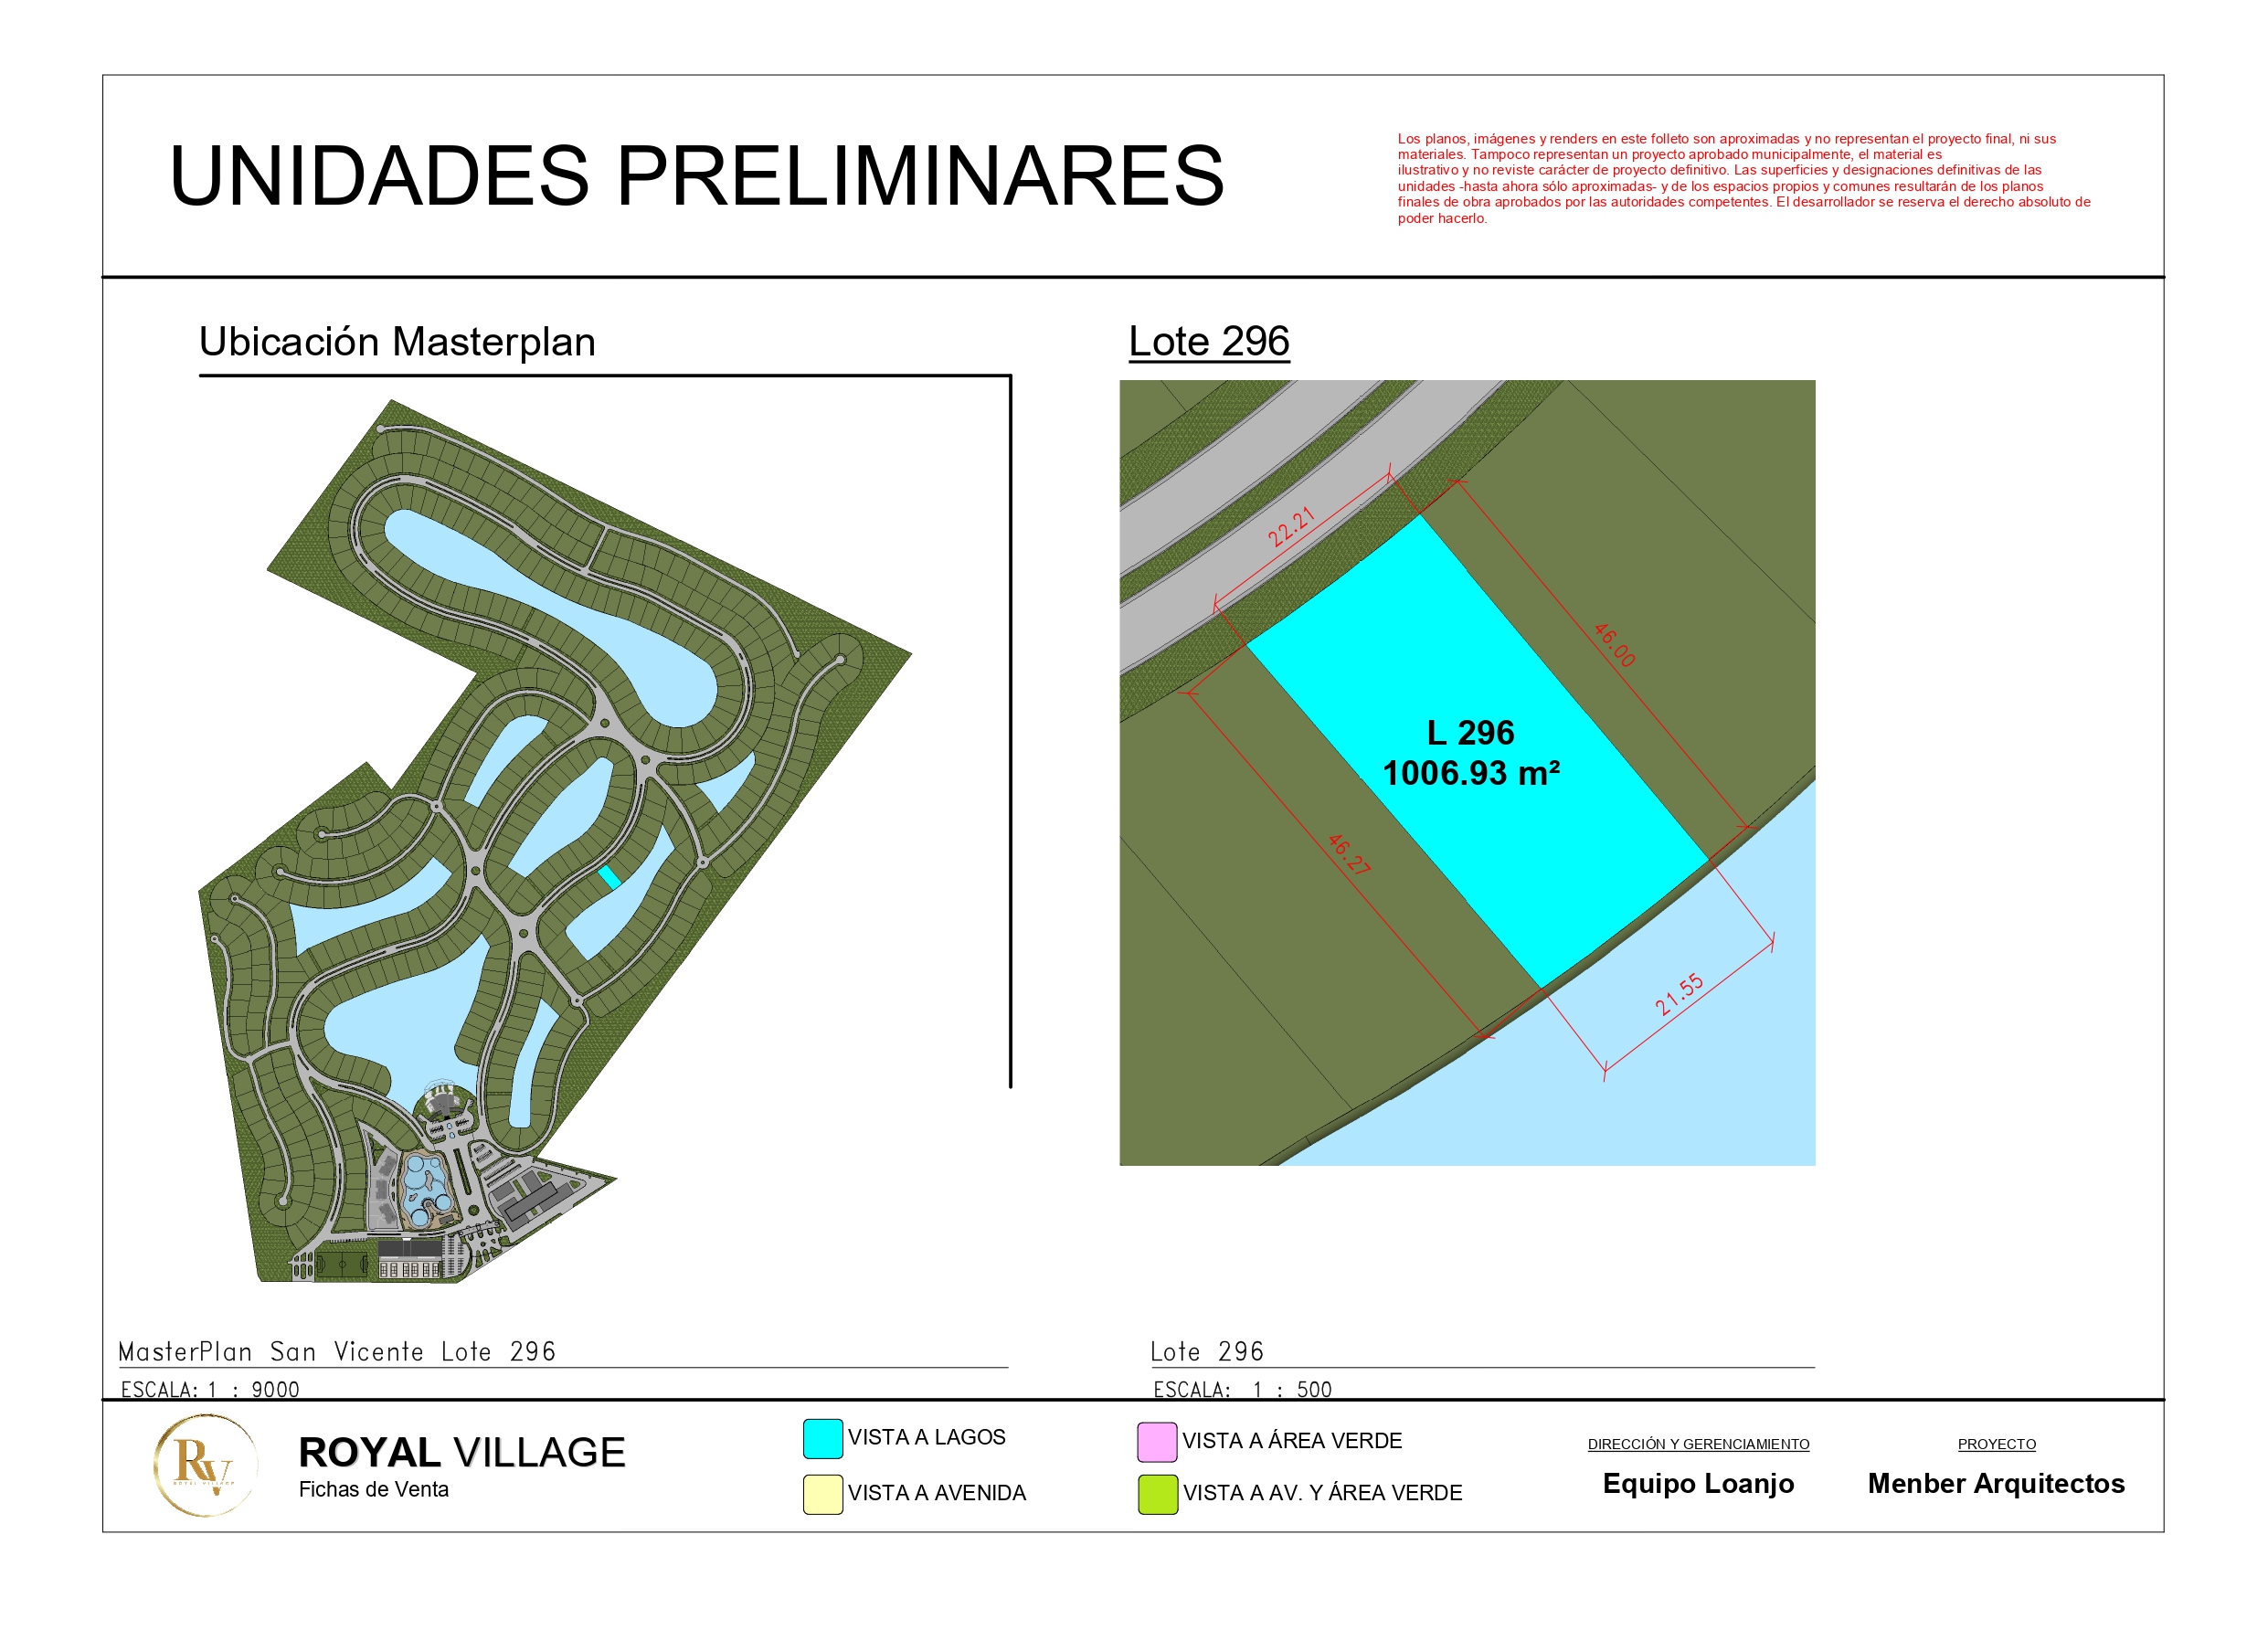 UNIDADES PRELIMINARES
Los planos, imágenes y renders en este folleto son aproximadas y no representan el proyecto final, ni sus
materiales. Tampoco representan un proyecto aprobado municipalmente, el material es
ilustrativo y no reviste carácter de proyecto definitivo. Las superficies y designaciones definitivas de las
unidades -hasta ahora sólo aproximadas- y de los espacios propios y comunes resultarán de los planos
finales de obra aprobados por las autoridades competentes. El desarrollador se reserva el derecho absoluto de
poder hacerlo.
Ubicación Masterplan
Lote 296
22.21
46.00
L 296
1006.93 m²
46.27
21.55
MasterPlan San Vicente Lote 296
ESCALA: 1 : 9000
Lote 296
ESCALA: 1 : 500
RV
ROYAL VILLAGE
ROYAL VILLAGE
Fichas de Venta
VISTA A LAGOS
VISTA A AVENIDA
VISTA A ÁREA VERDE
VISTA A AV. Y ÁREA VERDE
DIRECCIÓN Y GERENCIAMIENTO
Equipo Loanjo
PROYECTO
Menber Arquitectos